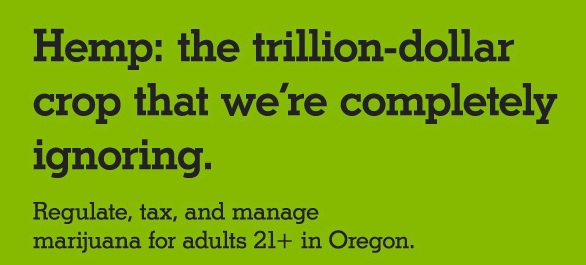 Hemp: the trillion-dollar
crop that we’re completely
ignoring.
Regulate, tax, and manage
marijuana for adults 21+ in Oregon.